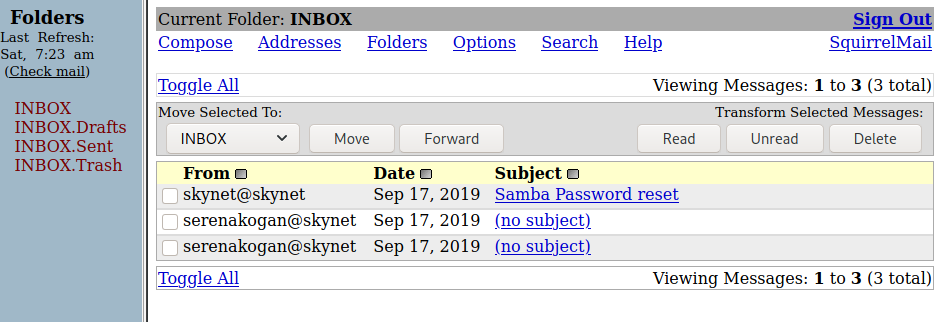 Folders
Last Refresh:
Sat, 7:23 am
(Check mail)
INBOX
INBOX.Drafts
INBOX.Sent
INBOX.Trash
Current Folder: INBOX Sign Out
Compose Addresses Folders Options Search Help SquirrelMail
Toggle All Viewing Messages: 1 to 3 (3 total)
Move Selected To: Transform Selected Messages:
INBOX Move Forward Read Unread Delete
From Date Subject
skynet@skynet Sep 17, 2019 Samba Password reset
serenakogan@skynet Sep 17, 2019 (no subject)
serenakogan@skynet Sep 17, 2019 (no subject)
Toggle All Viewing Messages: 1 to 3 (3 total)